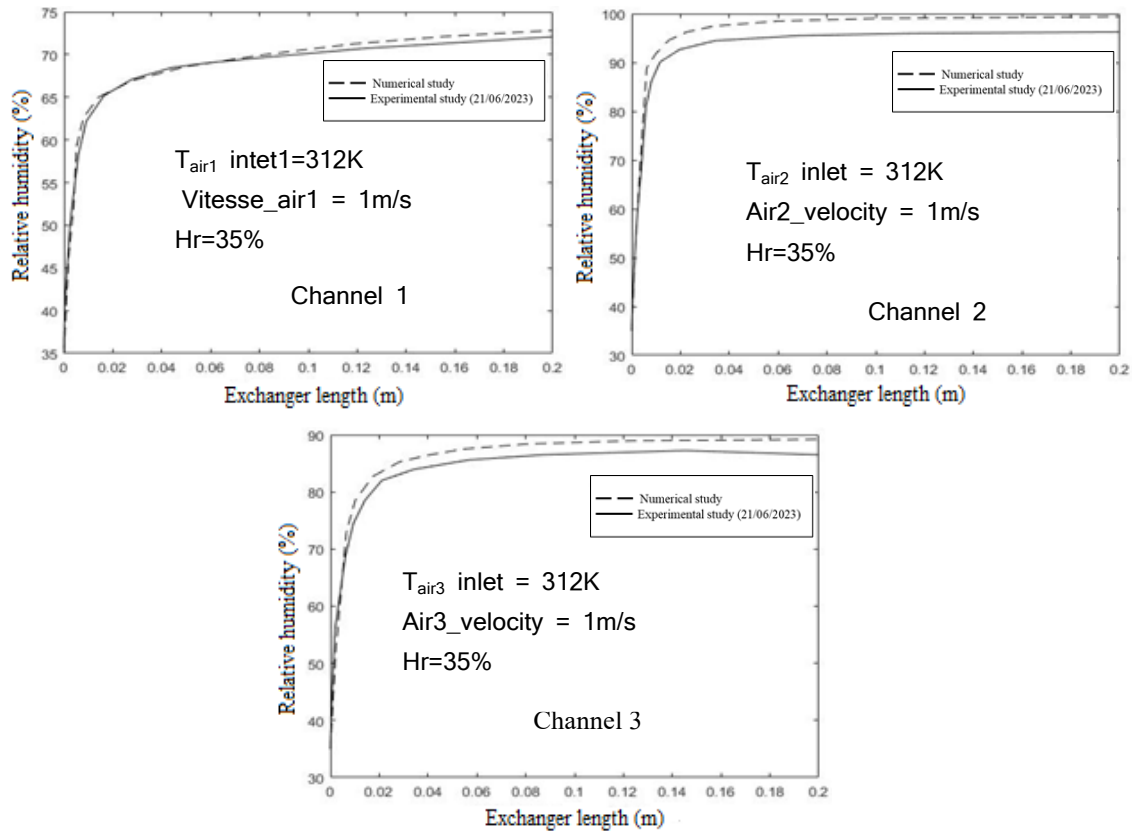 75
70
65
60
55
50
45
40
35
Relative humidity (%)
Numerical study
Experimental study (21/06/2023)
T_air1 intet1=312K
Vitesse_air1 = 1m/s
Hr=35%
Channel 1
0 0.02 0.04 0.06 0.08 0.1 0.12 0.14 0.16 0.18 0.2
Exchanger length (m)
100
90
80
70
60
50
40
30
Relative humidity (%)
Numerical study
Experimental study (21/06/2023)
T_air2 inlet = 312K
Air2_velocity = 1m/s
Hr=35%
Channel 2
0 0.02 0.04 0.06 0.08 0.1 0.12 0.14 0.16 0.18 0.2
Exchanger length (m)
90
80
70
60
50
40
30
Relative humidity (%)
Numerical study
Experimental study (21/06/2023)
T_air3 inlet = 312K
Air3_velocity = 1m/s
Hr=35%
Channel 3
0 0.02 0.04 0.06 0.08 0.1 0.12 0.14 0.16 0.18 0.2
Exchanger length (m)